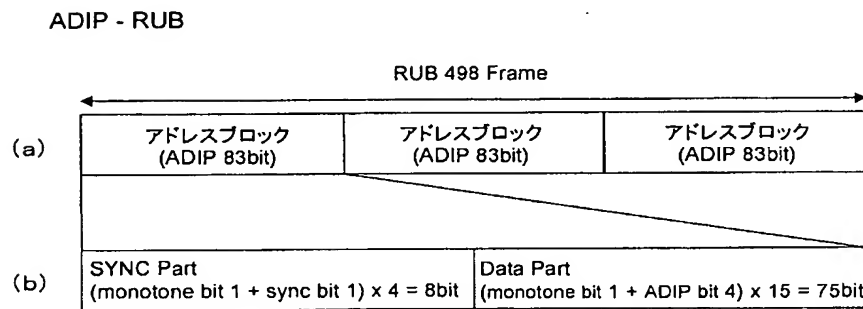 ADIP - RUB
RUB 498 Frame
(a)
アドレスブロック
(ADIP 83bit)
アドレスブロック
(ADIP 83bit)
アドレスブロック
(ADIP 83bit)
(b)
SYNC Part
(monotone bit 1 + sync bit 1) x 4 = 8bit
Data Part
(monotone bit 1 + ADIP bit 4) x 15 = 75bit